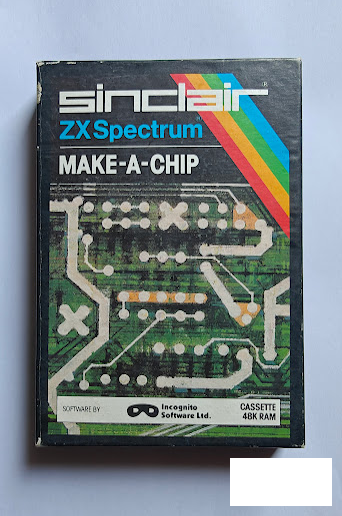 sinclair
ZX Spectrum
MAKE-A-CHIP
SOFTWARE BY
Incognito
Software Ltd.
CASSETTE
48K RAM